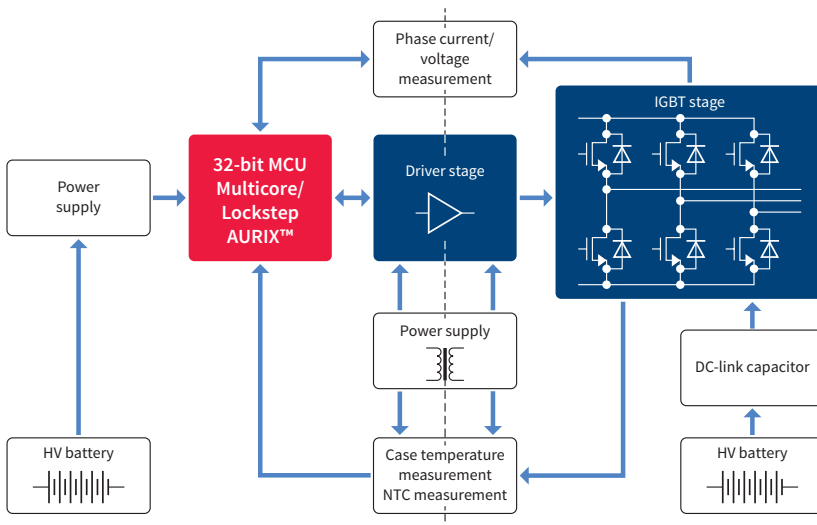 Phase current/
voltage
measurement
IGBT stage
32-bit MCU
Multicore/
Lockstep
AURIX™
Driver stage
Power
supply
Power supply
DC-link capacitor
HV battery
Case temperature
measurement
NTC measurement
HV battery